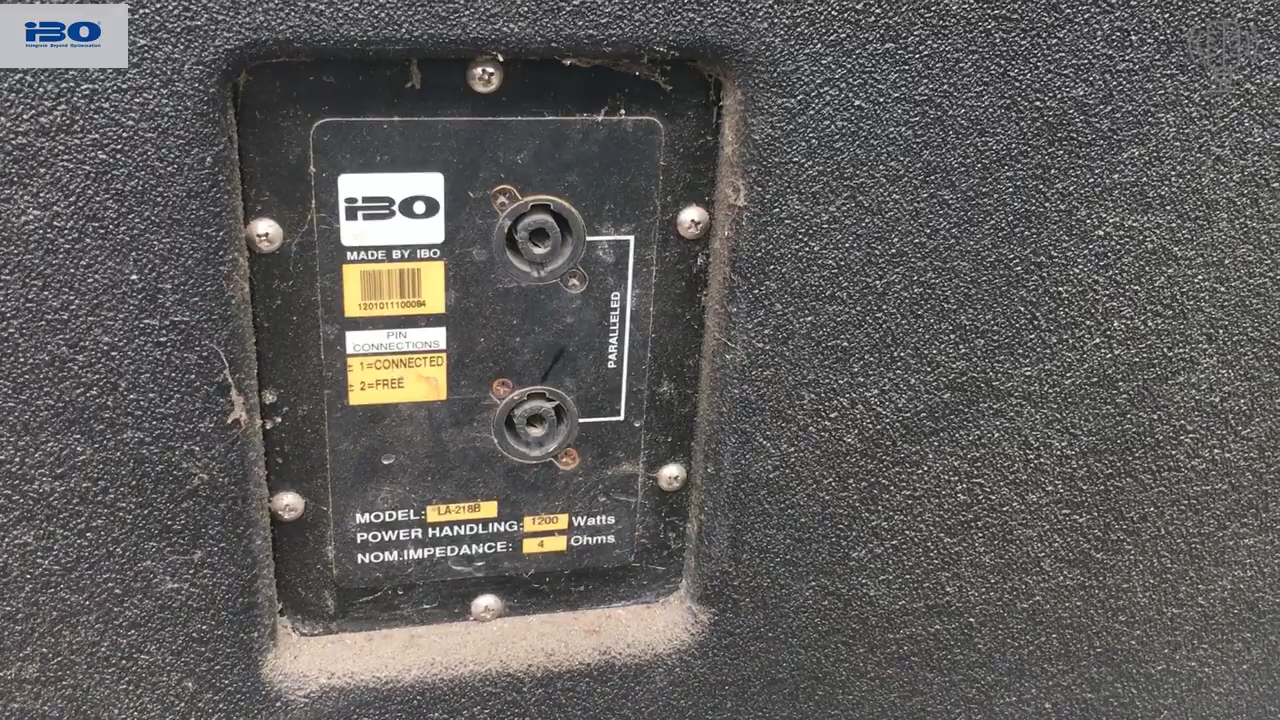 iBO
Integrate Beyond Optimisation
iBO
MADE BY IBO
1201011100084
PIN
CONNECTIONS
± 1=CONNECTED
± 2=FREE
PARALLELED
MODEL: LA-218B
POWER HANDLING: 1200 Watts
NOM.IMPEDANCE: 4 Ohms